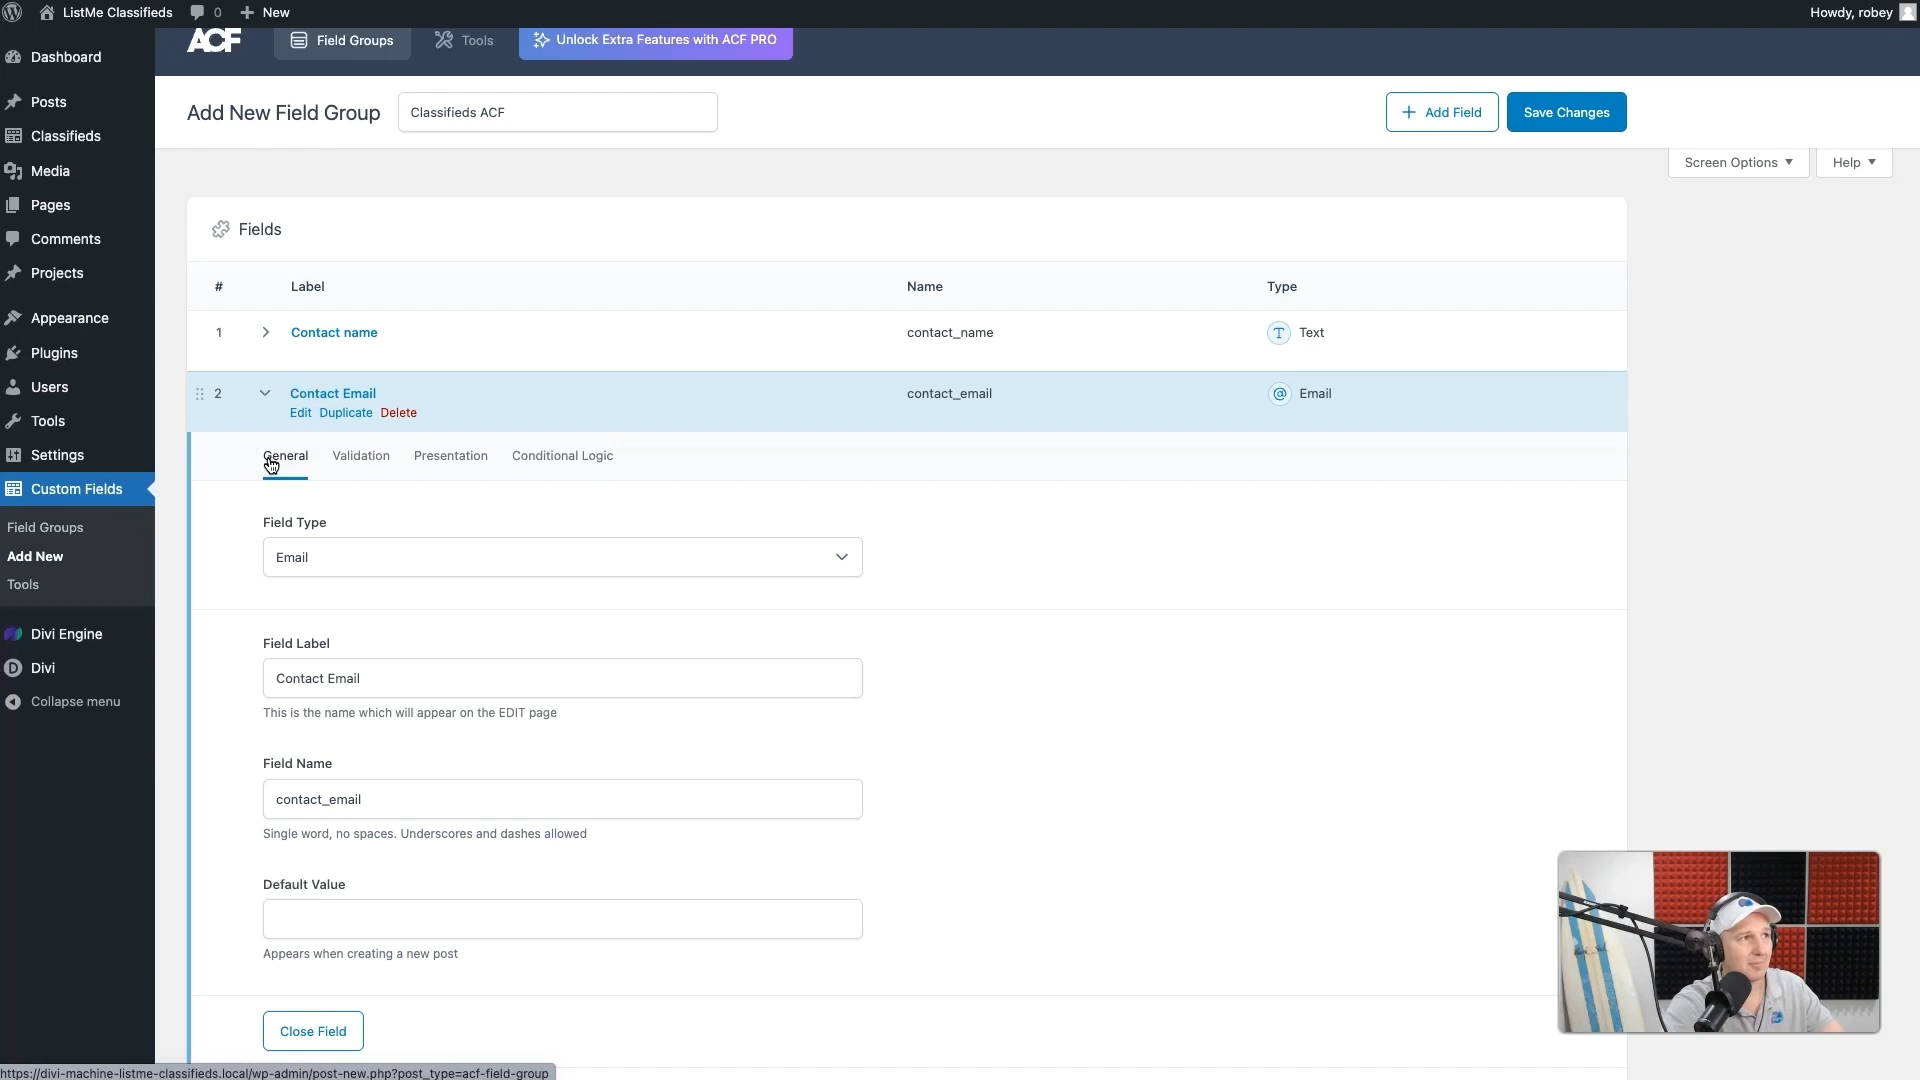 ListMe Classifieds 0 New Howdy, robey
Dashboard
Posts
Classifieds
Media
Pages
Comments
Projects
Appearance
Plugins
Users
Tools
Settings
Custom Fields
Field Groups
Add New
Tools
Divi Engine
Divi
Collapse menu
ACF Field Groups Tools Unlock Extra Features with ACF PRO
Add New Field Group Classifieds ACF Add Field Save Changes
Screen Options Help
Fields
# Label Name Type
1 Contact name contact_name Text
2 Contact Email contact_email Email
Edit Duplicate Delete
General Validation Presentation Conditional Logic
Field Type
Email
Field Label
Contact Email
This is the name which will appear on the EDIT page
Field Name
contact_email
Single word, no spaces. Underscores and dashes allowed
Default Value
Appears when creating a new post
Close Field
https://divi-machine-listme-classifieds.local/wp-admin/post-new.php?post_type=acf-field-group